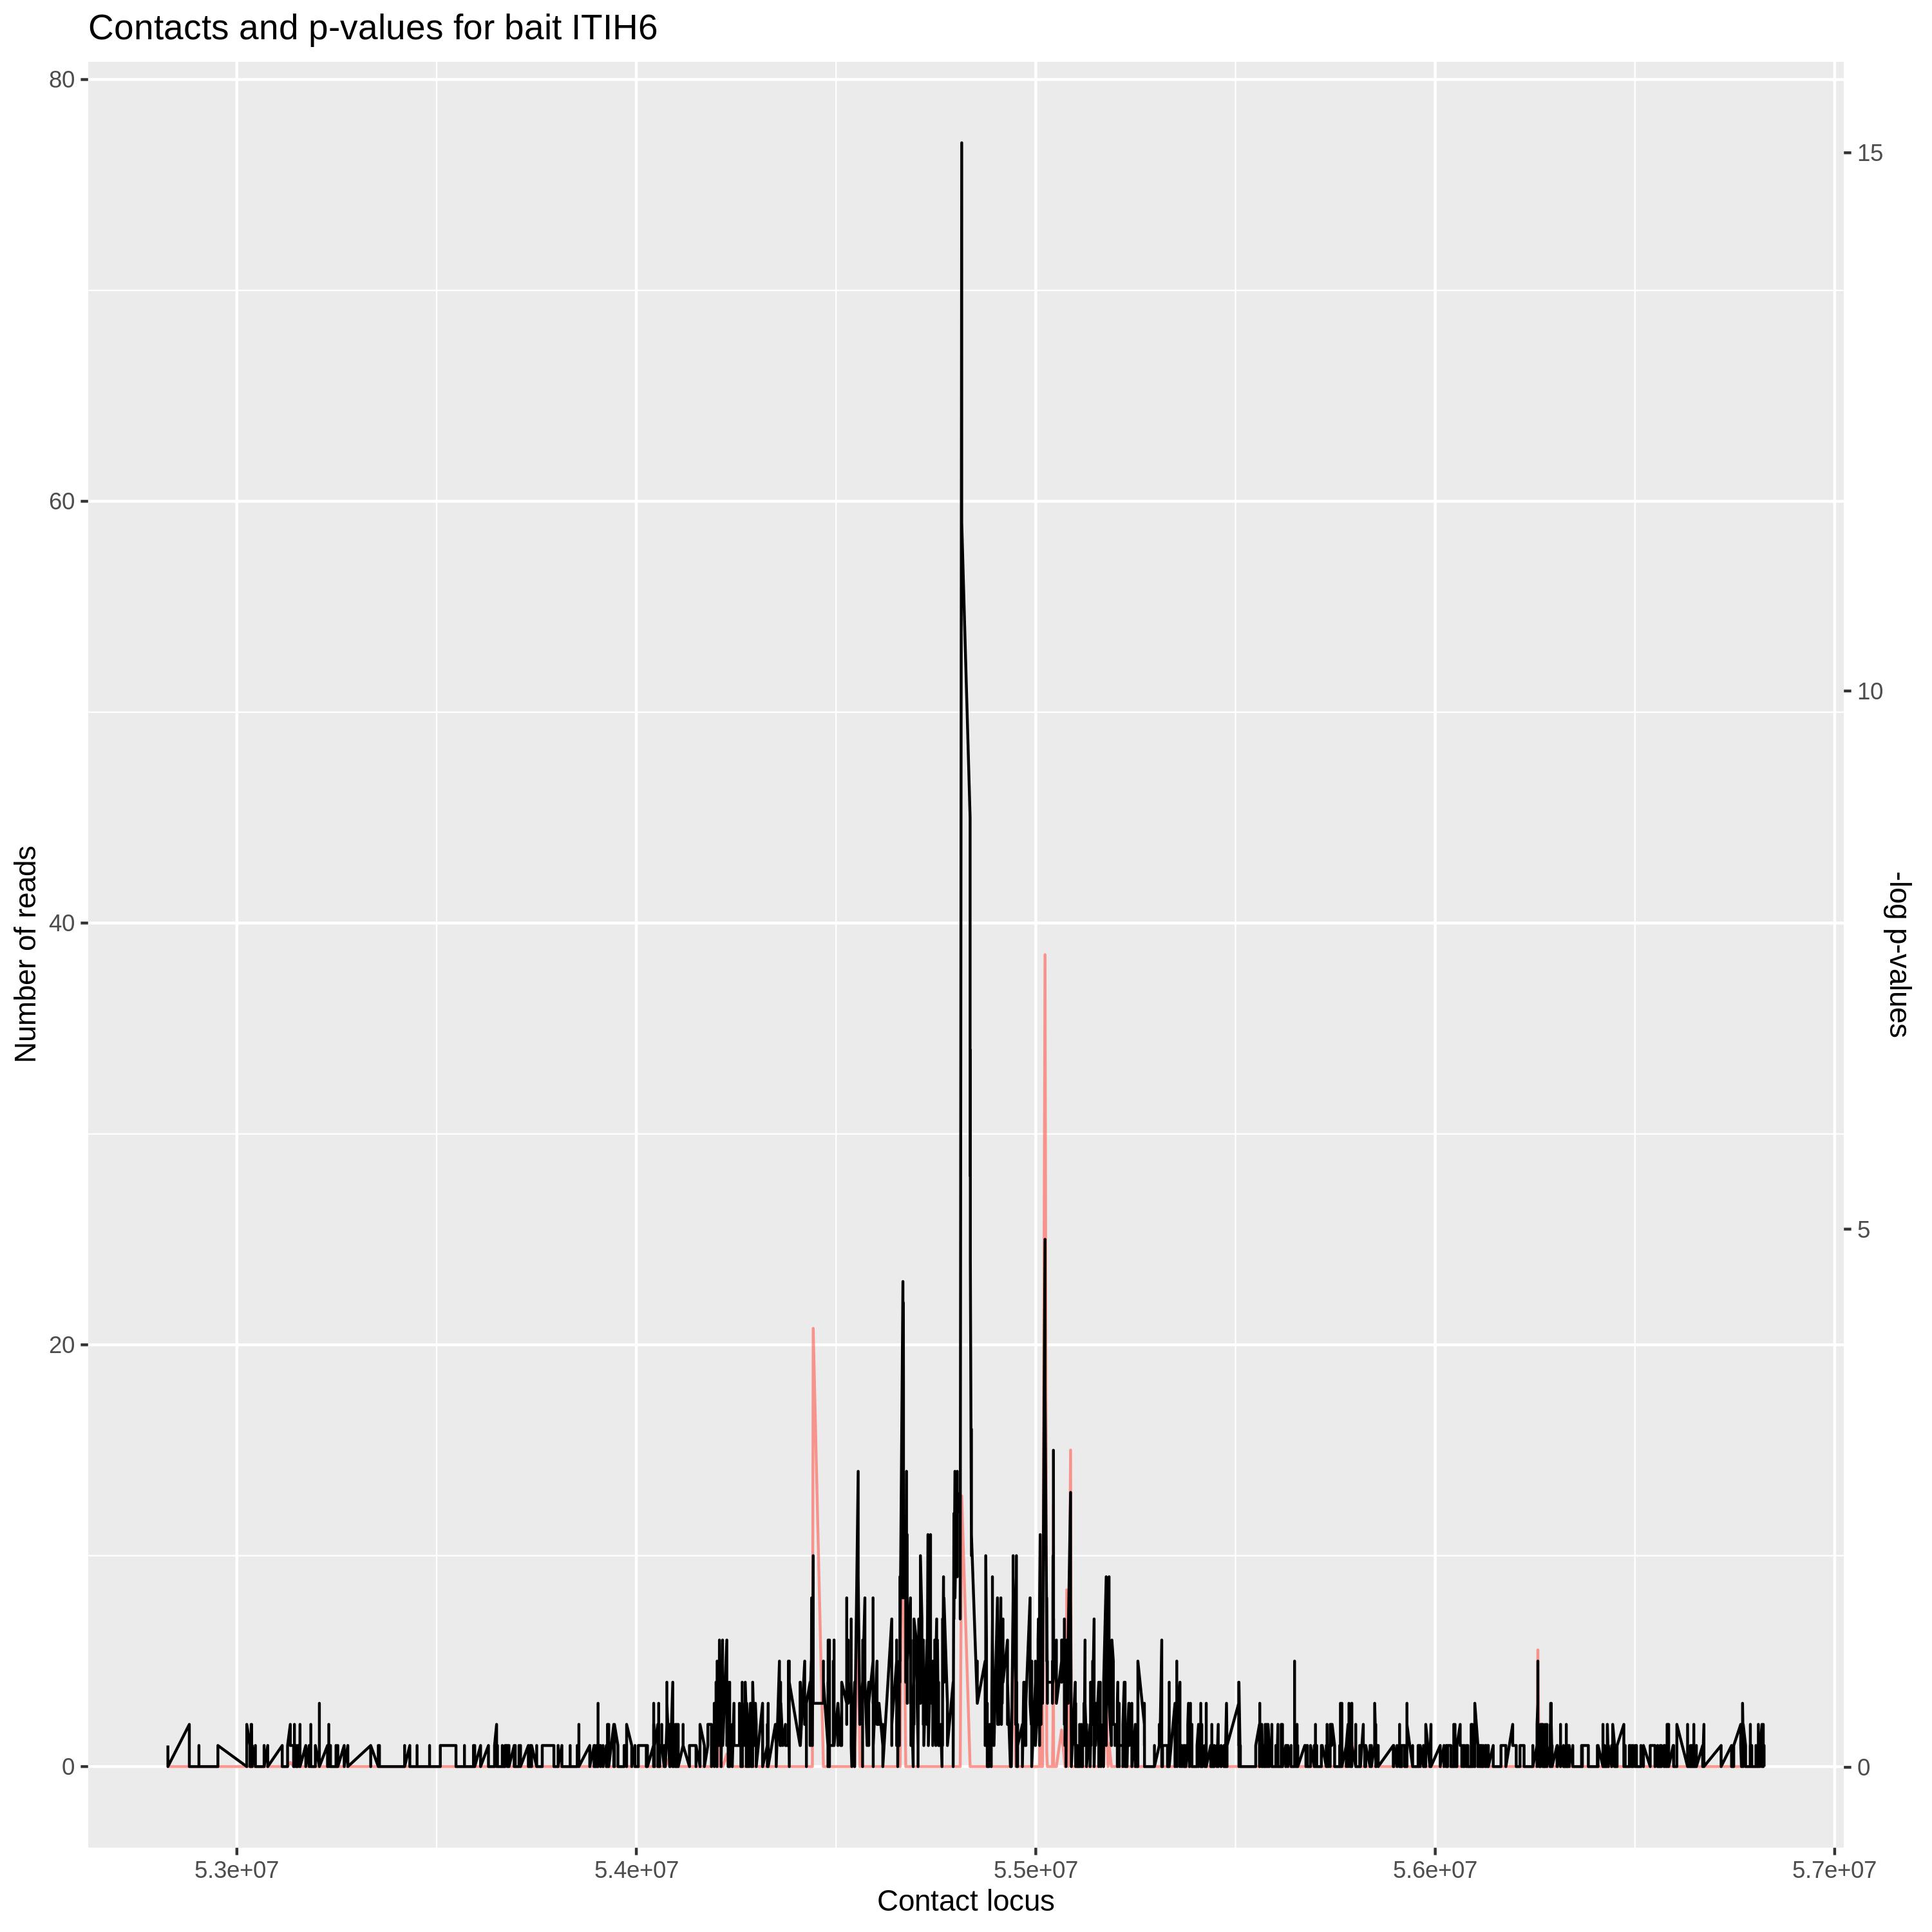 Contacts and p-values for bait ITIH6
80
60
40
20
0
Number of reads
15
10
5
0
-log p-values
5.3e+07
5.4e+07
5.5e+07
5.6e+07
5.7e+07
Contact locus